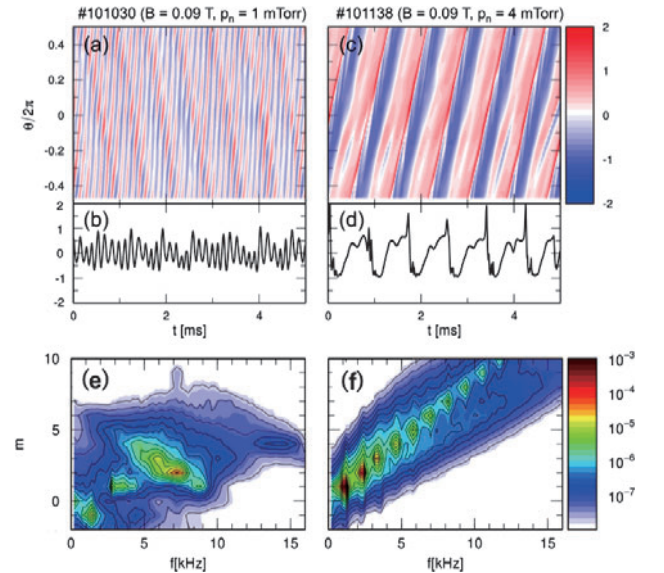 #101030 (B = 0.09 T, pn = 1 mTorr) #101138 (B = 0.09 T, pn = 4 mTorr)
(a) (c)
0.4
0.2
0
-0.2
-0.4
θ/2π
2
1
0
-1
-2
(b) (d)
2
1
0
-1
-2
0 2 4 0 2 4
t [ms] t [ms]
(e) (f)
10
5
0
m
10⁻³
10⁻⁴
10⁻⁵
10⁻⁶
10⁻⁷
0 5 10 15 0 5 10 15
f[kHz] f[kHz]